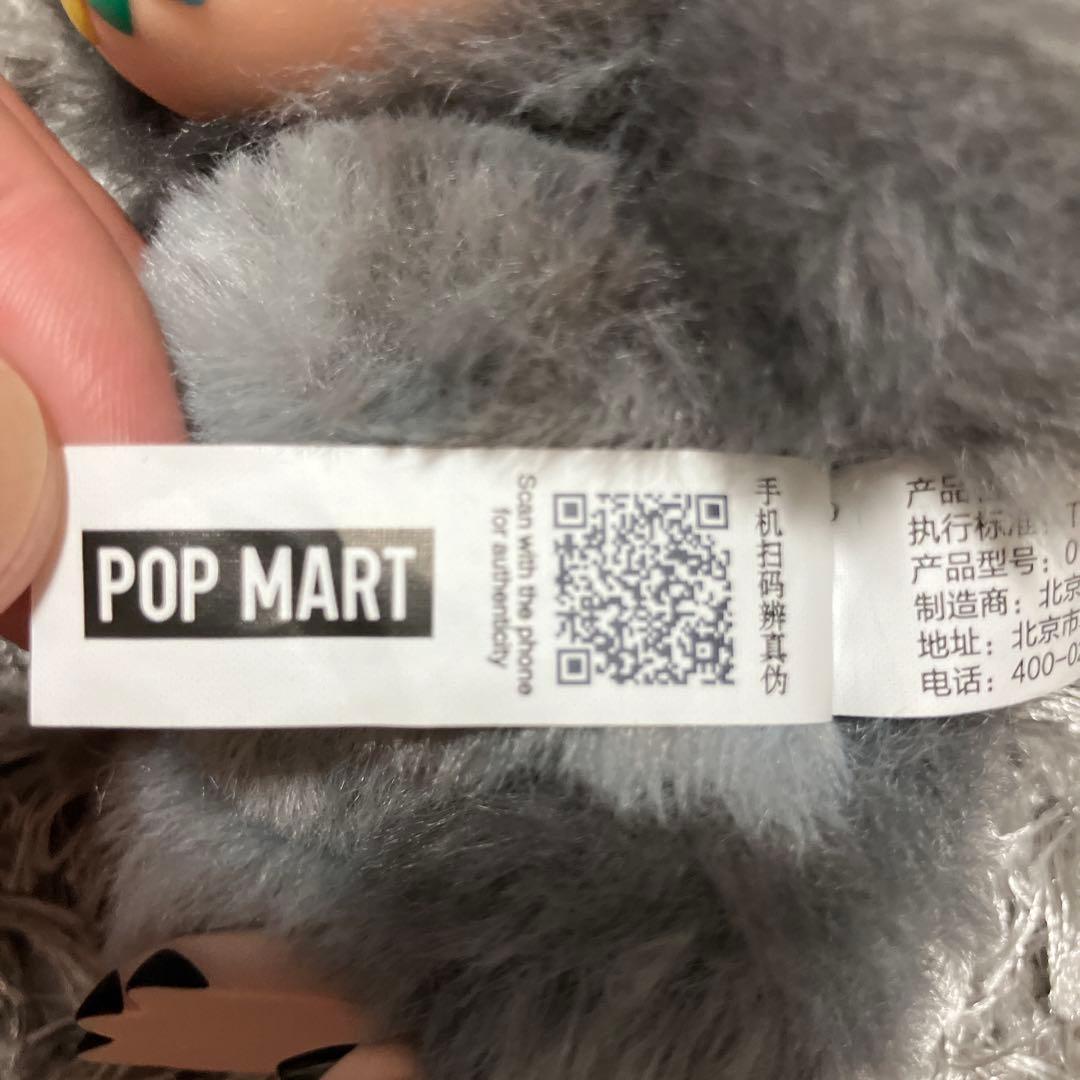 POP MART
Scan with the phone
for authenticity
手机扫码辨真伪
产品
执行标准: T
产品型号: 0
制造商: 北京
地址: 北京市
电话: 400-02